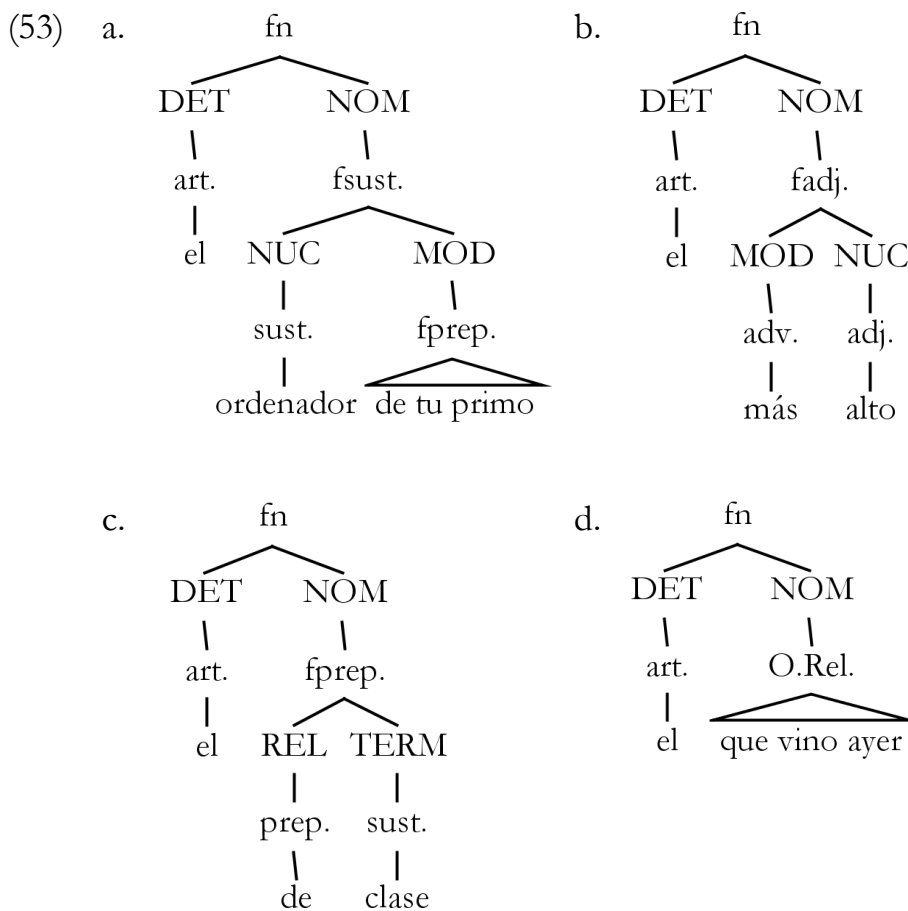 (53) a. fn b. fn
DET NOM DET NOM
art. fsust. art. fadj.
el NUC MOD el MOD NUC
sust. fprep. adv. adj.
ordenador de tu primo más alto
c. fn d. fn
DET NOM DET NOM
art. fprep. art. O.Rel.
el REL TERM el que vino ayer
prep. sust.
de clase